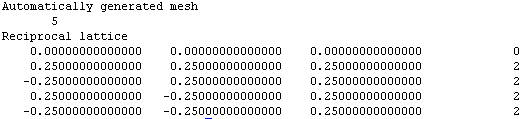 Automatically generated mesh
5
Reciprocal lattice
0.00000000000000 0.00000000000000 0.00000000000000 0
0.25000000000000 0.25000000000000 0.25000000000000 2
-0.25000000000000 0.25000000000000 0.25000000000000 2
0.25000000000000 -0.25000000000000 0.25000000000000 2
-0.25000000000000 -0.25000000000000 0.25000000000000 2